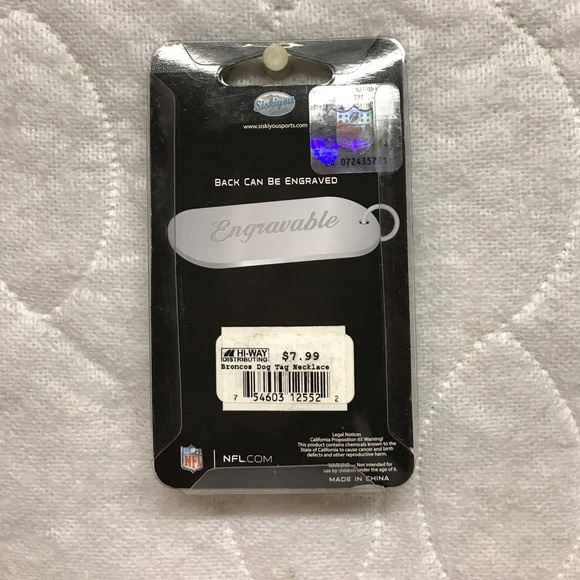 Siskiyou
www.siskiyousports.com
072435721
BACK CAN BE ENGRAVED
Engravable
HI-WAY
DISTRIBUTING
$7.99
Broncos Dog Tag Necklace
7 54603 12552 2
Legal Notices
California Proposition 65 Warning!
This product contains chemicals known to the
State of California to cause cancer and birth
defects and other reproductive harm.
WARNING: Not intended for
use by children under the age of 6.
NFL
NFL.COM
MADE IN CHINA